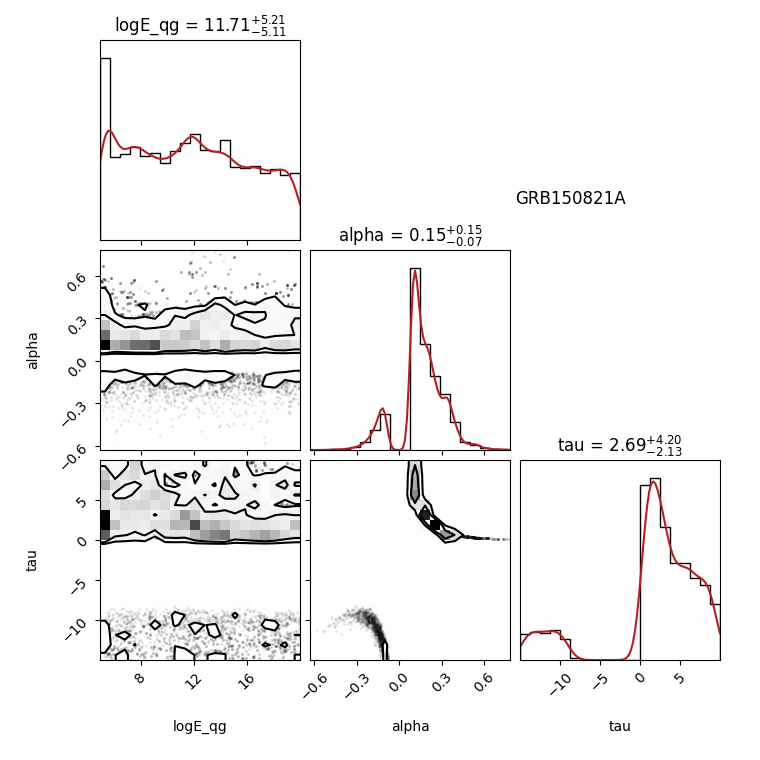 logE_qg = 11.71^{+5.21}_{-5.11}
GRB150821A
alpha = 0.15^{+0.15}_{-0.07}
0.6
0.3
0.0
−0.3
−0.6
alpha
tau = 2.69^{+4.20}_{-2.13}
5
0
−5
−10
tau
8
12
16
−0.6
−0.3
0.0
0.3
0.6
−10
−5
0
5
logE_qg
alpha
tau